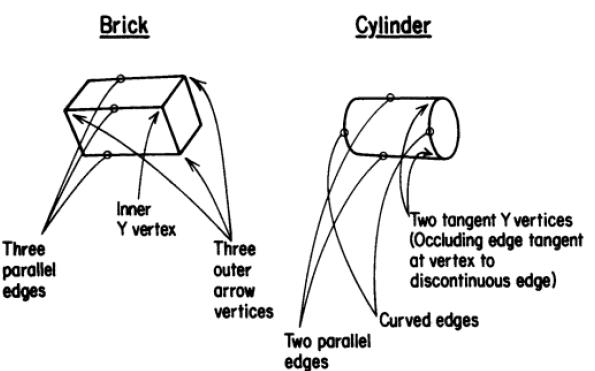 Brick
Cylinder
Inner
Y vertex
Three
parallel
edges
Three
outer
arrow
vertices
Two tangent Y vertices
(Occluding edge tangent
at vertex to
discontinuous edge)
Curved edges
Two parallel
edges